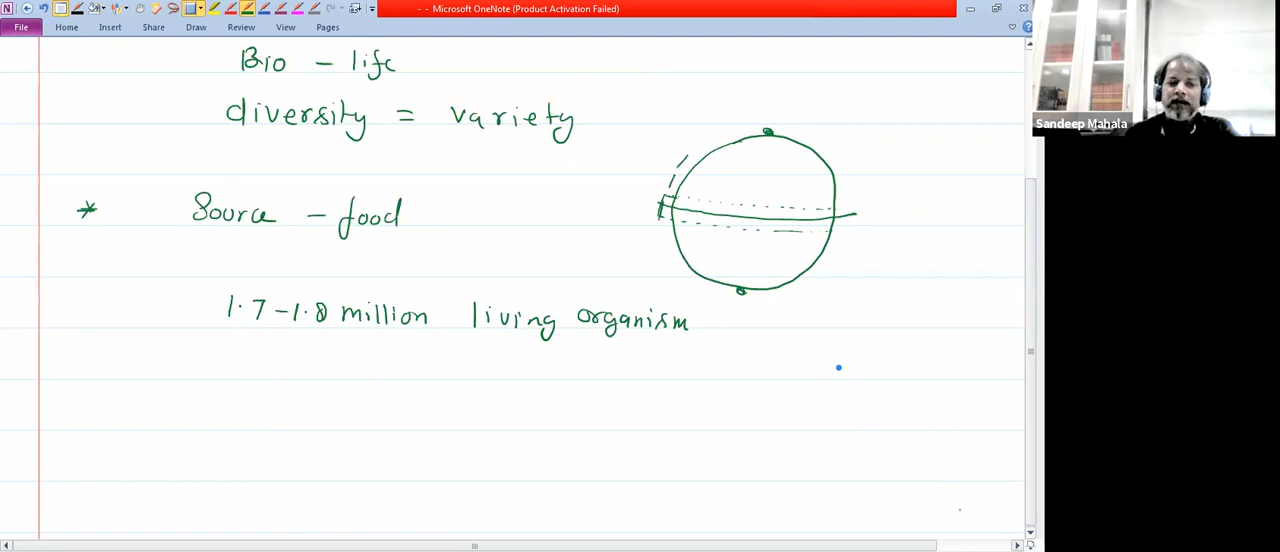 - - Microsoft OneNote (Product Activation Failed)
File Home Insert Share Draw Review View Pages
Sandeep Mahala
Bio - life
diversity = variety
* Source - food
1.7-1.8 million living organism